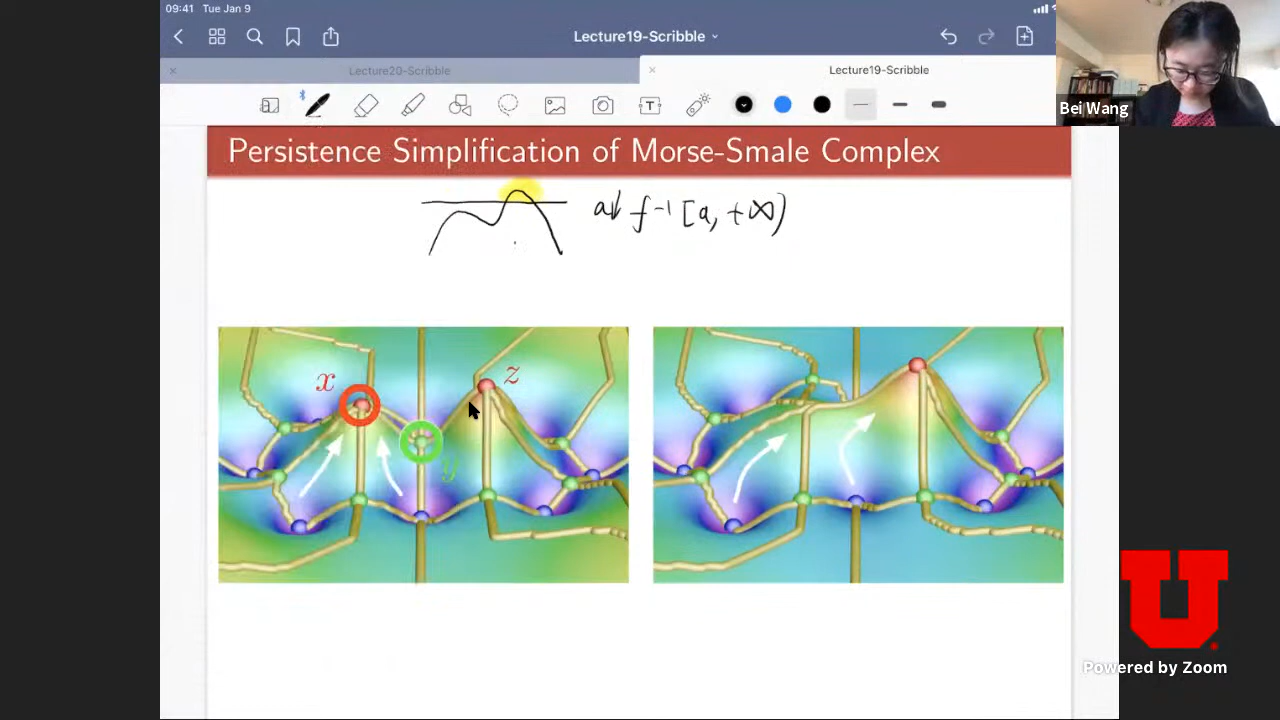 09:41 Tue Jan 9
Lecture19-Scribble
Lecture20-Scribble
Lecture19-Scribble
T
Bei Wang
Persistence Simplification of Morse-Smale Complex
all f-1 [a, +∞)
x
z
y
U
Powered by Zoom